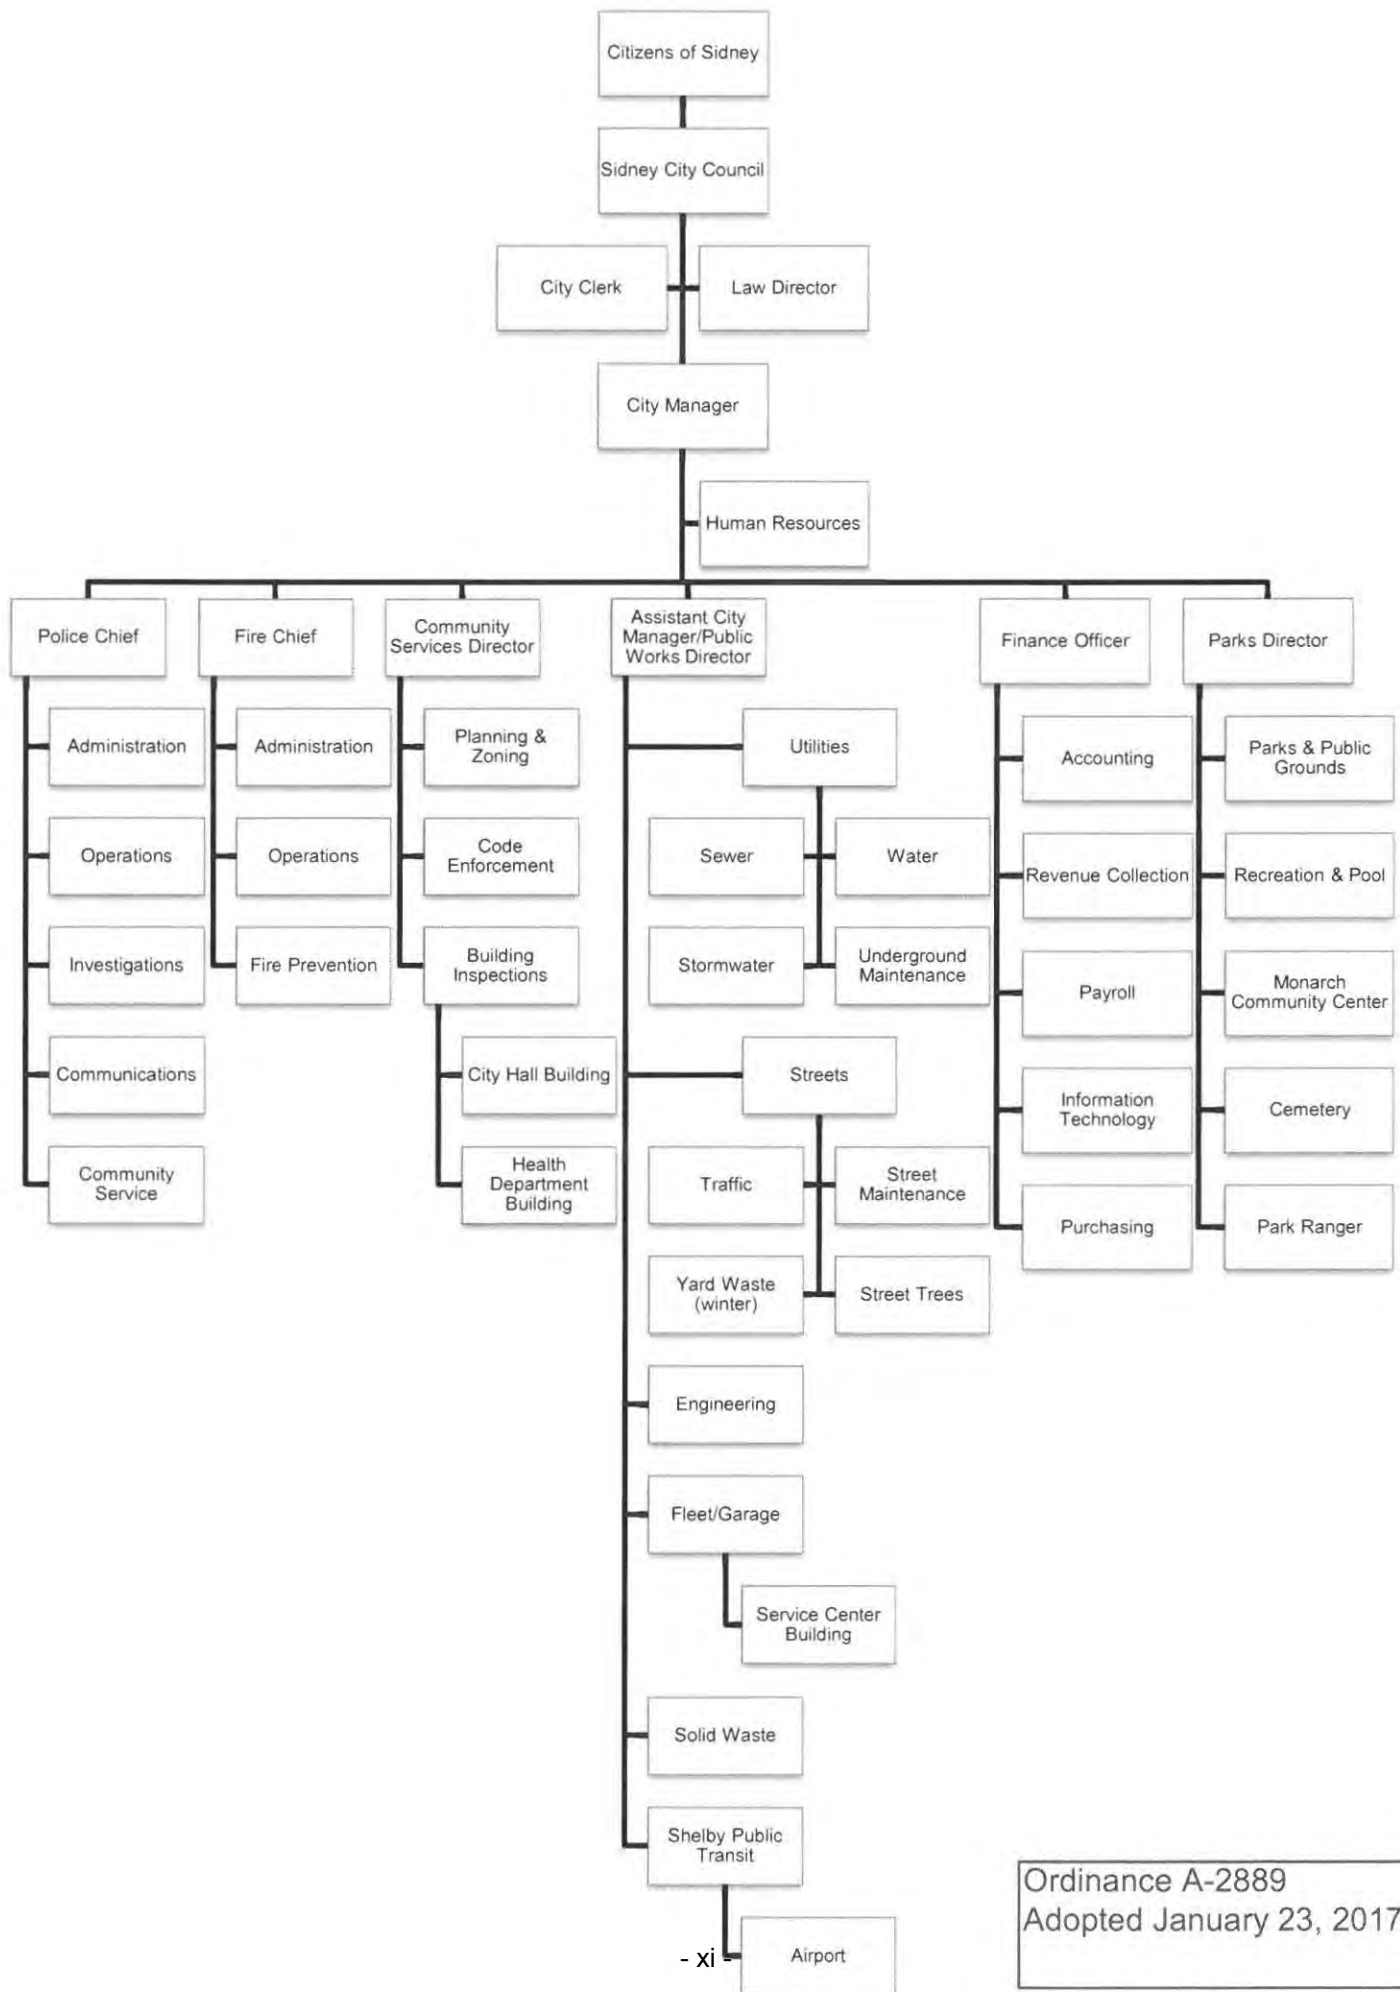 Citizens of Sidney
Sidney City Council
City Clerk
Law Director
City Manager
Human Resources
Police Chief
Fire Chief
Community
Services Director
Assistant City
Manager/Public
Works Director
Finance Officer
Parks Director
Administration
Operations
Investigations
Communications
Community
Service
Administration
Operations
Fire Prevention
Planning &
Zoning
Code
Enforcement
Building
Inspections
City Hall Building
Health
Department
Building
Utilities
Sewer
Water
Stormwater
Underground
Maintenance
Streets
Traffic
Street
Maintenance
Yard Waste
(winter)
Street Trees
Engineering
Fleet/Garage
Service Center
Building
Solid Waste
Shelby Public
Transit
Airport
Accounting
Revenue Collection
Payroll
Information
Technology
Purchasing
Parks & Public
Grounds
Recreation & Pool
Monarch
Community Center
Cemetery
Park Ranger
Ordinance A-2889
Adopted January 23, 2017
- xi -